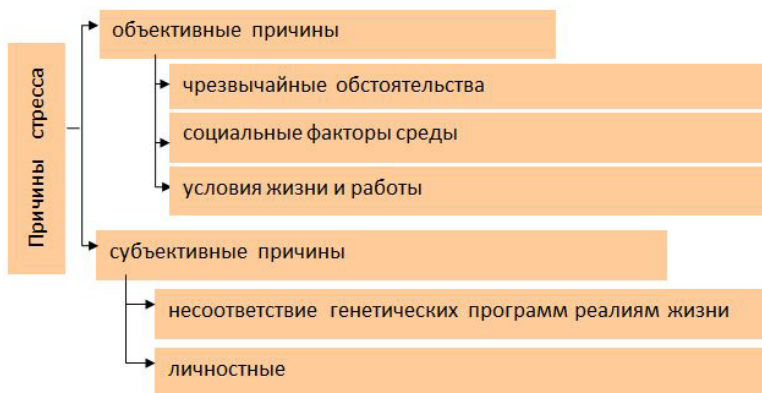 Причины стресса
объективные причины
чрезвычайные обстоятельства
социальные факторы среды
условия жизни и работы
субъективные причины
несоответствие генетических программ реалиям жизни
личностные